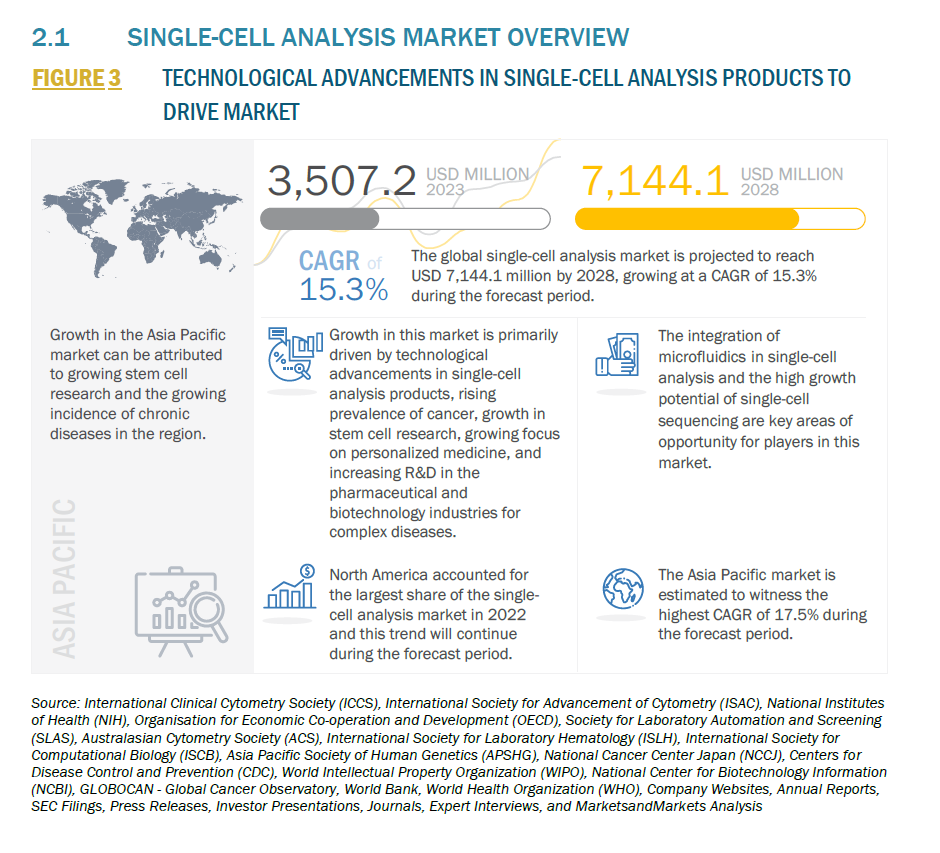 2.1 SINGLE-CELL ANALYSIS MARKET OVERVIEW
FIGURE 3 TECHNOLOGICAL ADVANCEMENTS IN SINGLE-CELL ANALYSIS PRODUCTS TO
DRIVE MARKET
3,507.2 USD MILLION
2023
7,144.1 USD MILLION
2028
CAGR of
15.3%
The global single-cell analysis market is projected to reach
USD 7,144.1 million by 2028, growing at a CAGR of 15.3%
during the forecast period.
Growth in the Asia Pacific
market can be attributed
to growing stem cell
research and the growing
incidence of chronic
diseases in the region.
ASIA PACIFIC
%
Growth in this market is primarily
driven by technological
advancements in single-cell
analysis products, rising
prevalence of cancer, growth in
stem cell research, growing focus
on personalized medicine, and
increasing R&D in the
pharmaceutical and
biotechnology industries for
complex diseases.
The integration of
microfluidics in single-cell
analysis and the high growth
potential of single-cell
sequencing are key areas of
opportunity for players in this
market.
$
North America accounted for
the largest share of the single-
cell analysis market in 2022
and this trend will continue
during the forecast period.
The Asia Pacific market is
estimated to witness the
highest CAGR of 17.5% during
the forecast period.
Source: International Clinical Cytometry Society (ICCS), International Society for Advancement of Cytometry (ISAC), National Institutes
of Health (NIH), Organisation for Economic Co-operation and Development (OECD), Society for Laboratory Automation and Screening
(SLAS), Australasian Cytometry Society (ACS), International Society for Laboratory Hematology (ISLH), International Society for
Computational Biology (ISCB), Asia Pacific Society of Human Genetics (APSHG), National Cancer Center Japan (NCCJ), Centers for
Disease Control and Prevention (CDC), World Intellectual Property Organization (WIPO), National Center for Biotechnology Information
(NCBI), GLOBOCAN - Global Cancer Observatory, World Bank, World Health Organization (WHO), Company Websites, Annual Reports,
SEC Filings, Press Releases, Investor Presentations, Journals, Expert Interviews, and MarketsandMarkets Analysis